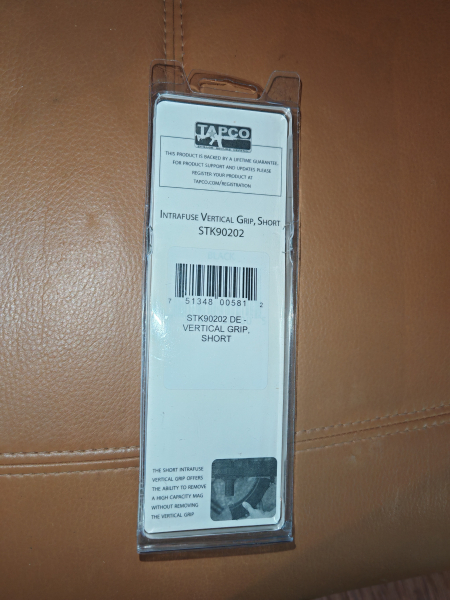 TAPCO
THIS PRODUCT IS BACKED BY A LIFETIME GUARANTEE.
FOR PRODUCT SUPPORT AND UPDATES PLEASE
REGISTER YOUR PRODUCT AT
TAPCO.COM/REGISTRATION
INTRAFUSE VERTICAL GRIP, SHORT
STK90202
7 51348 00581 2
STK90202 DE -
VERTICAL GRIP,
SHORT
THE SHORT INTRAFUSE
VERTICAL GRIP OFFERS
THE ABILITY TO REMOVE
A HIGH CAPACITY MAG
WITHOUT REMOVING
THE VERTICAL GRIP